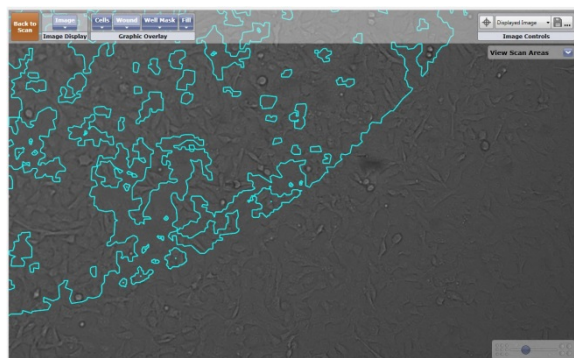 Back to
Scan
Image
Image Display
Cells Wound Well Mask Fill
Graphic Overlay
Displayed Image
...
Image Controls
View Scan Areas